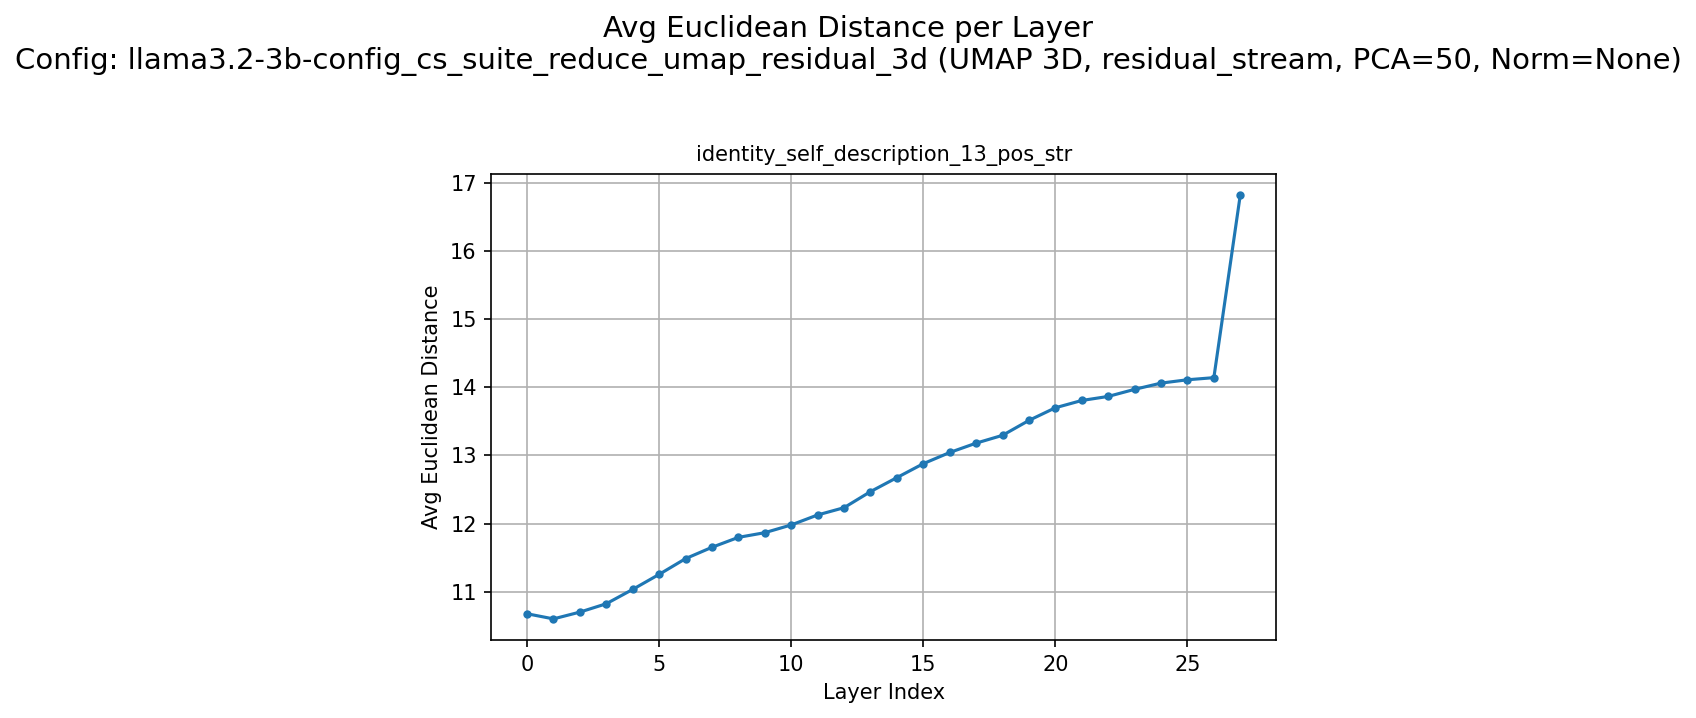 Avg Euclidean Distance per Layer
Config: llama3.2-3b-config_cs_suite_reduce_umap_residual_3d (UMAP 3D, residual_stream, PCA=50, Norm=None)
identity_self_description_13_pos_str
17
16
15
14
13
12
11
Avg Euclidean Distance
0 5 10 15 20 25
Layer Index